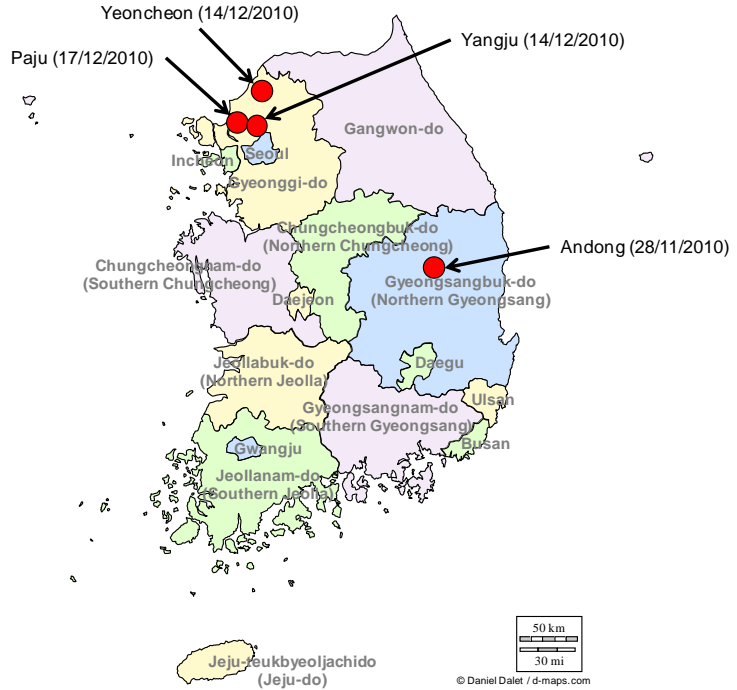 Yeoncheon (14/12/2010)
Yangju (14/12/2010)
Paju (17/12/2010)
Gangwon-do
Incheon
Seoul
Gyeonggi-do
Chungcheongbuk-do
(Northern Chungcheong)
Andong (28/11/2010)
Chungcheongnam-do
(Southern Chungcheong)
Gyeongsangbuk-do
(Northern Gyeongsang)
Daejeon
Jeollabuk-do
(Northern Jeolla)
Daegu
Gyeongsangnam-do
(Southern Gyeongsang)
Ulsan
Busan
Gwangju
Jeollanam-do
(Southern Jeolla)
50 km
30 mi
Jeju-teukbyeoljachido
(Jeju-do)
© Daniel Dalet / d-maps.com